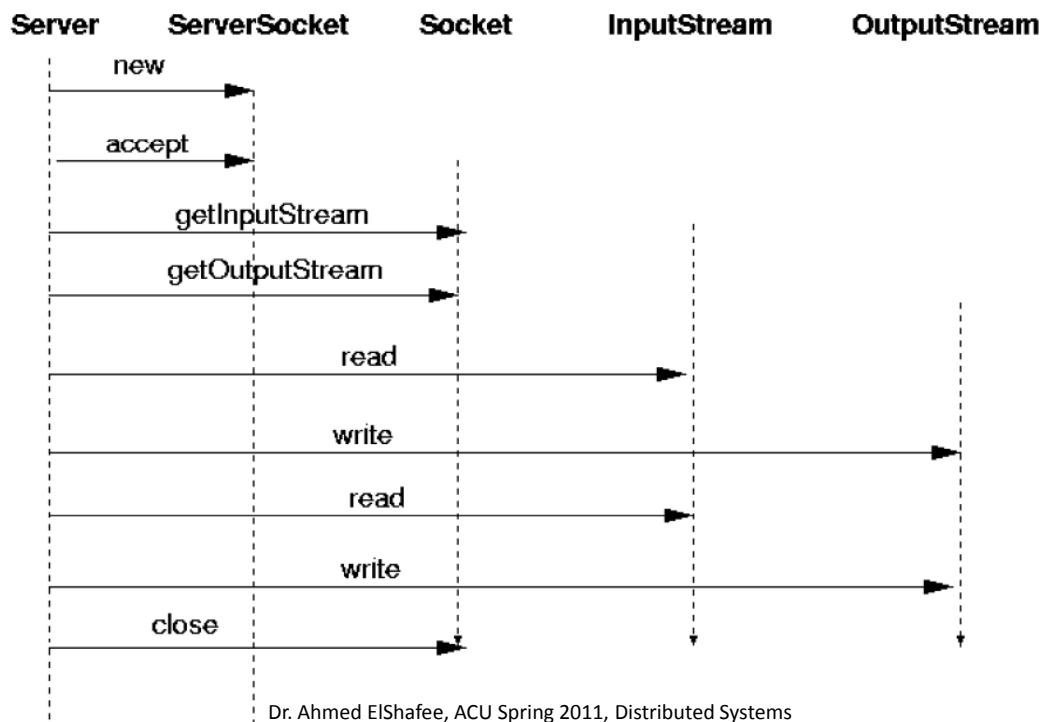 Server ServerSocket Socket InputStream OutputStream
new
accept
getInputStream
getOutputStream
read
write
read
write
close
Dr. Ahmed ElShafee, ACU Spring 2011, Distributed Systems